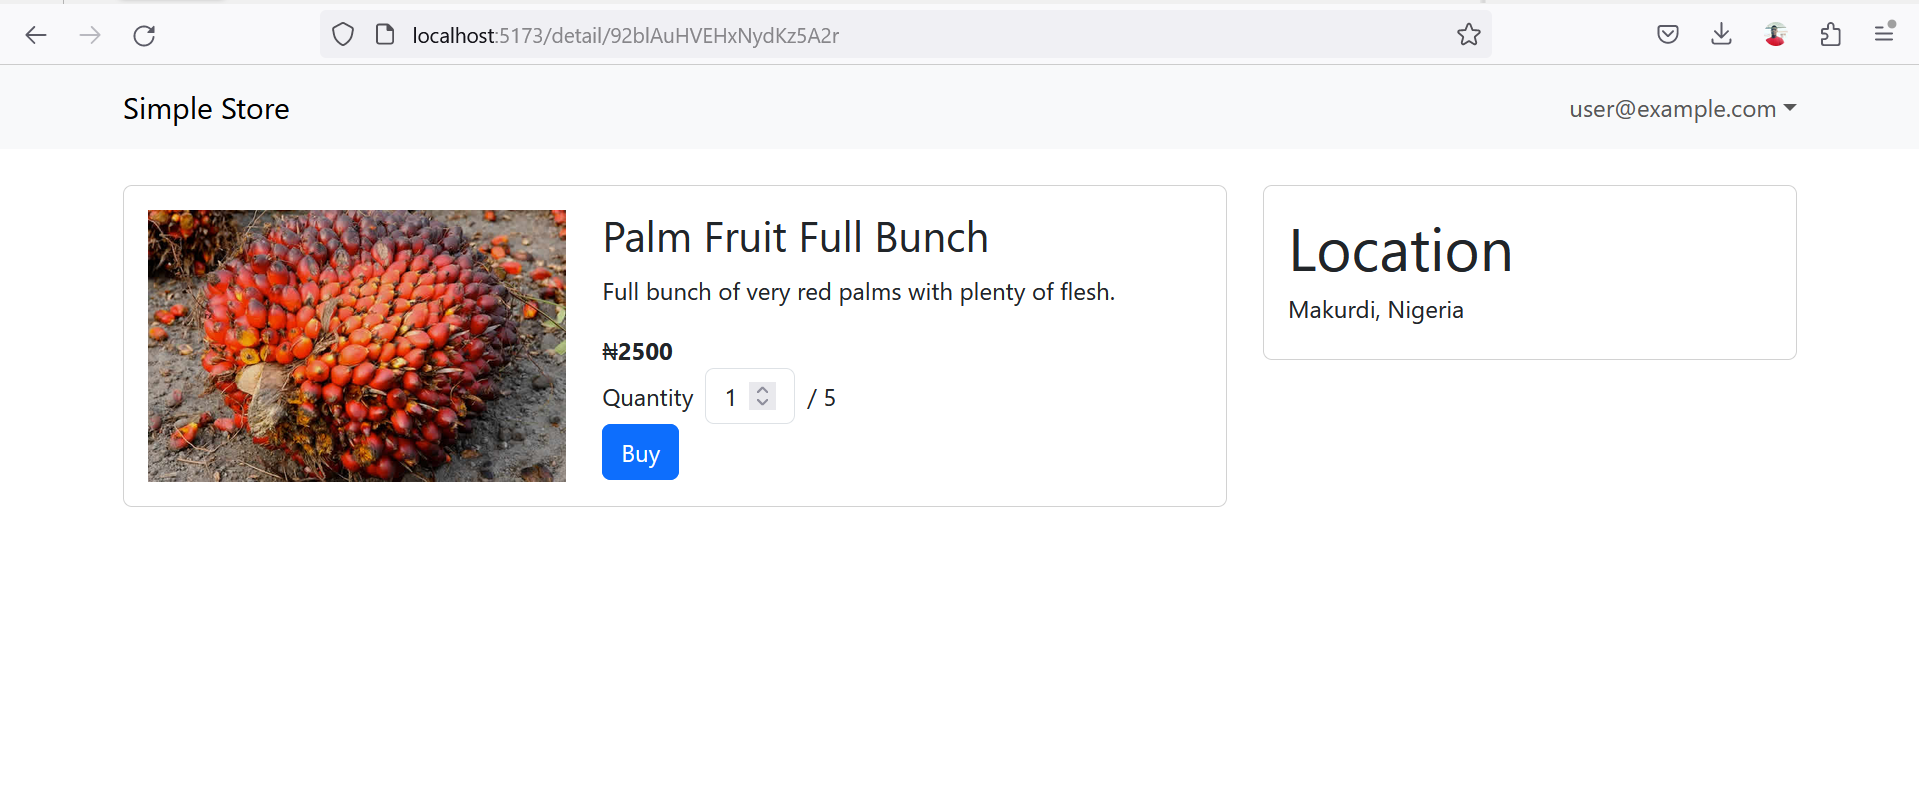 localhost:5173/detail/92blAuHVEHxNydKz5A2r
Simple Store
user@example.com
Palm Fruit Full Bunch
Full bunch of very red palms with plenty of flesh.
₦2500
Quantity 1 / 5
Buy
Location
Makurdi, Nigeria